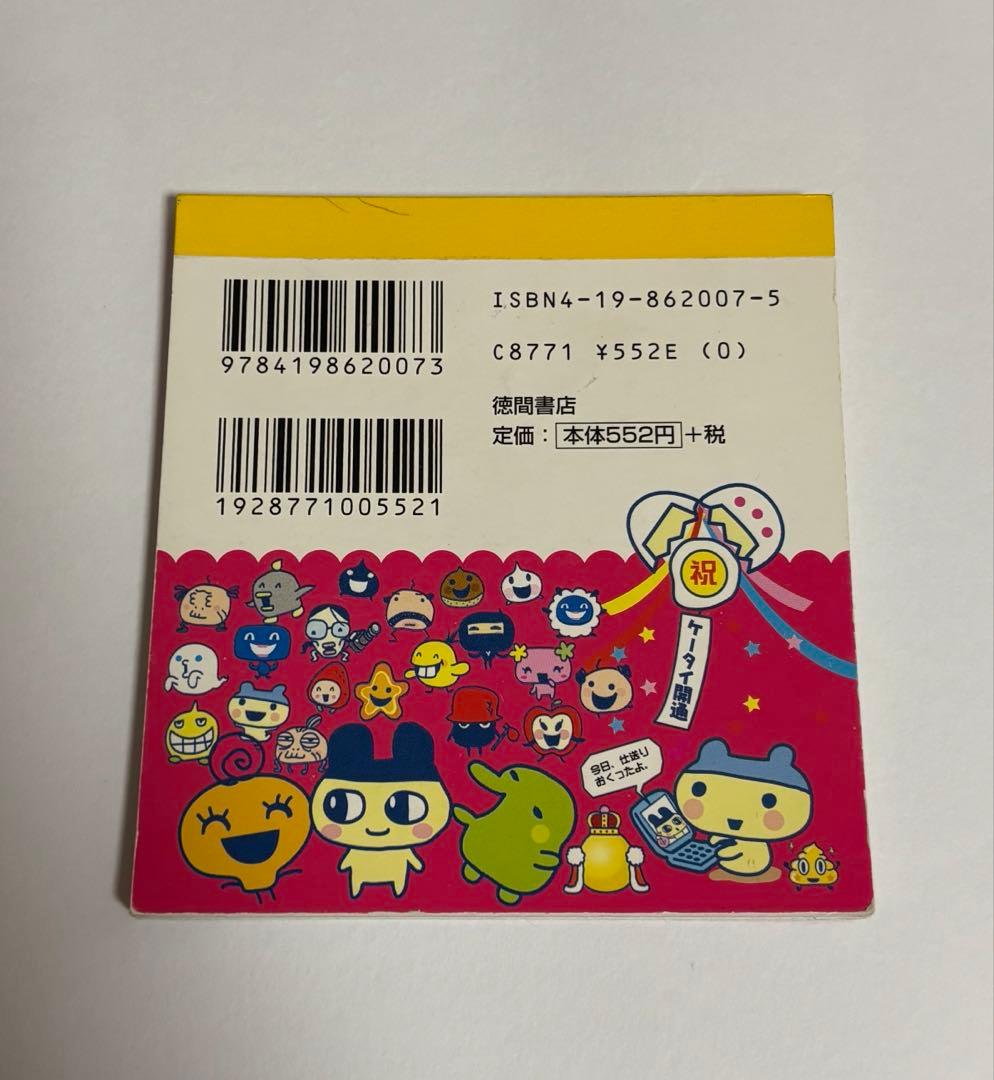 ISBN4-19-862007-5
9784198620073
C8771 ¥552E (0)
徳間書店
定価：本体552円+税
1928771005521
祝
ケータイ開通
今日、仕送り
おくったよ。